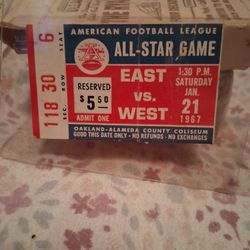 AMERICAN FOOTBALL LEAGUE
ALL-STAR GAME
EAST
VS.
WEST
1:30 P.M.
SATURDAY
JAN.
21
1967
RESERVED
$5.50
ADMIT ONE
OAKLAND-ALAMEDA COUNTY COLISEUM
GOOD THIS DATE ONLY • NO REFUNDS • NO EXCHANGES
118 30 6
SEC. ROW SEAT